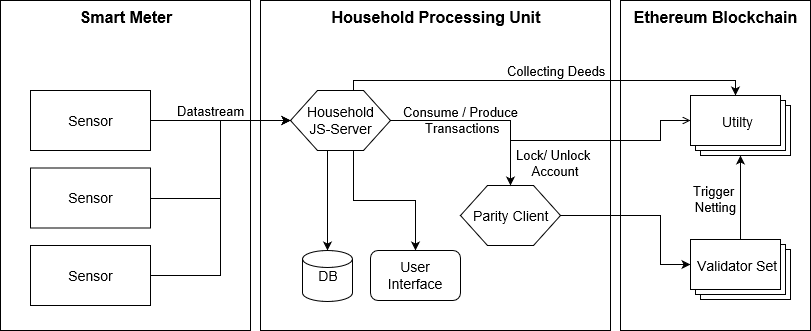 Smart Meter
Household Processing Unit
Ethereum Blockchain
Sensor
Sensor
Sensor
Datastream
Household
JS-Server
Collecting Deeds
Consume / Produce
Transactions
Lock/ Unlock
Account
Parity Client
DB
User
Interface
Utilty
Trigger
Netting
Validator Set